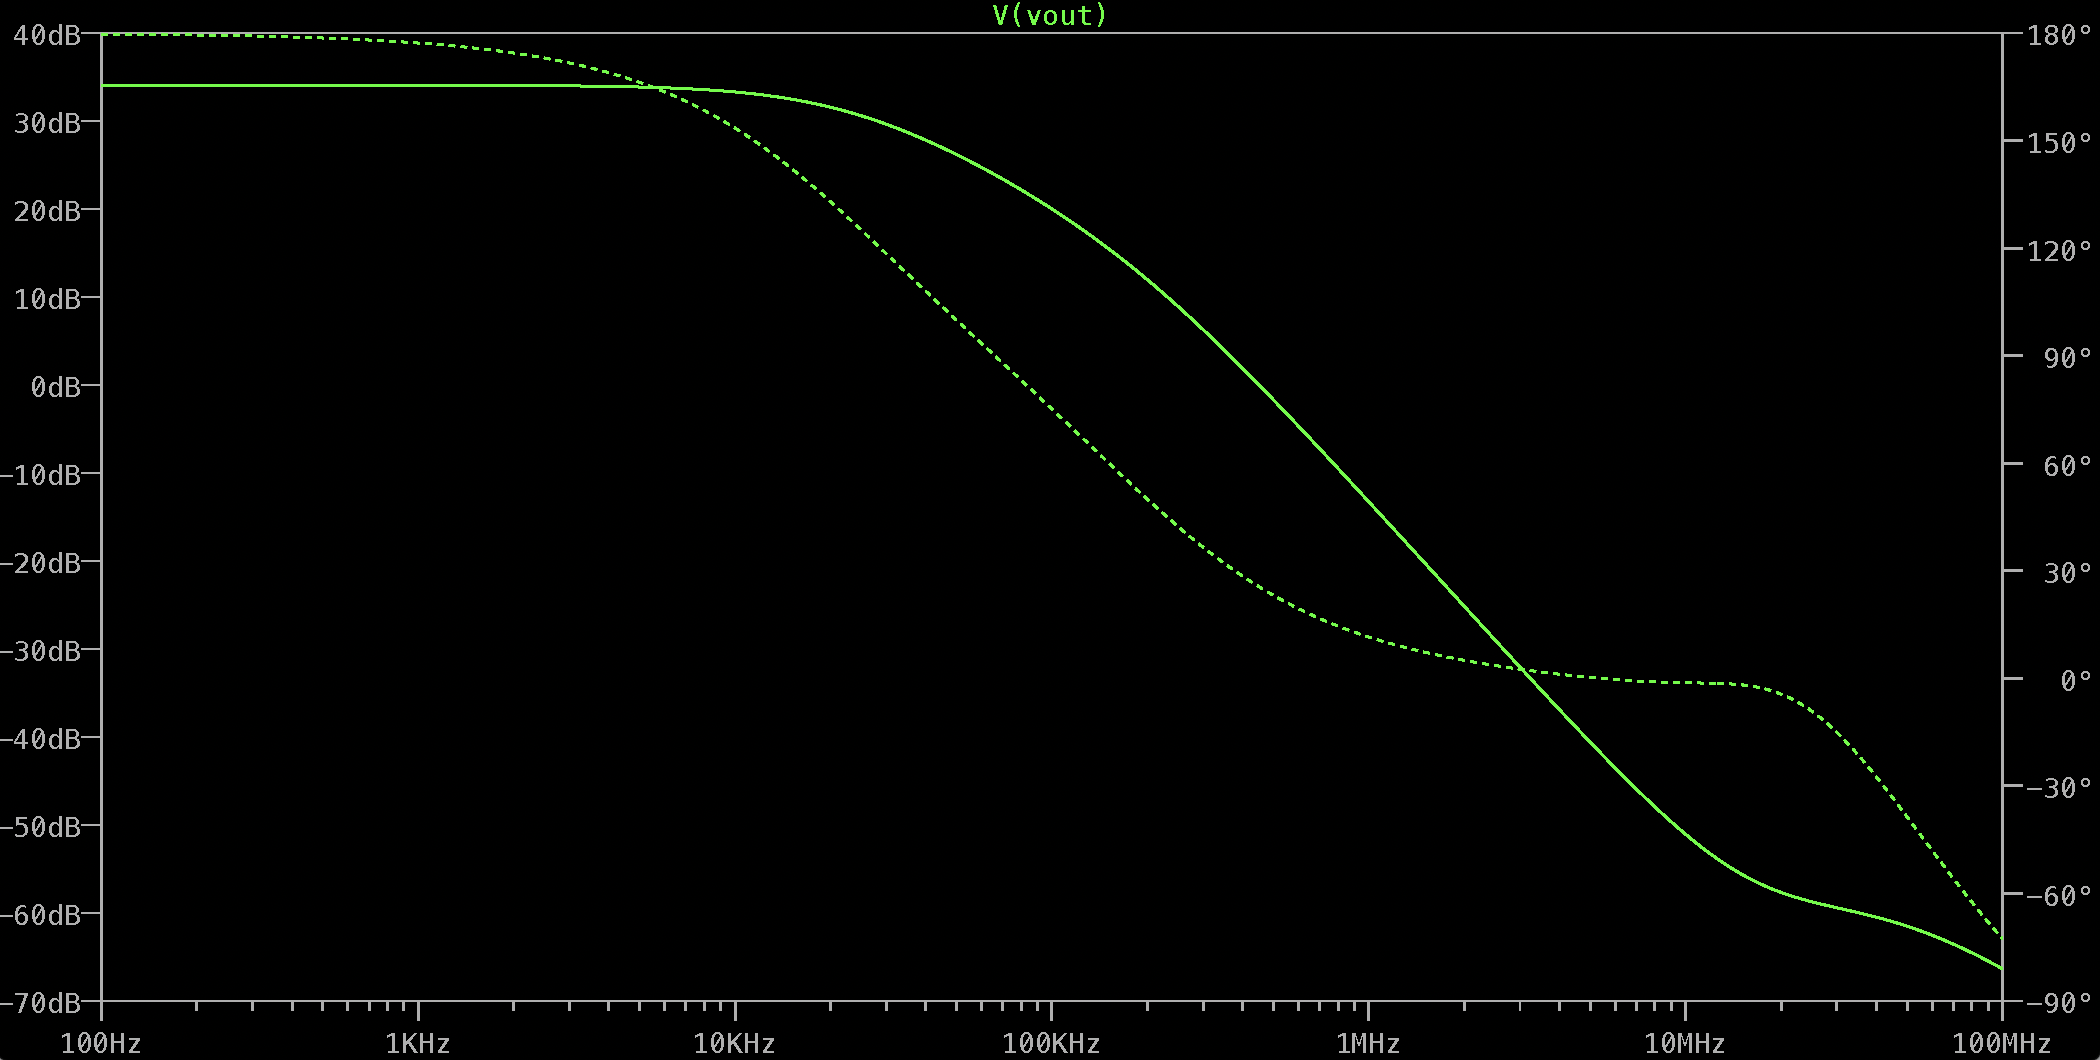 V(vout)
40dB
30dB
20dB
10dB
0dB
−10dB
−20dB
−30dB
−40dB
−50dB
−60dB
−70dB
180°
150°
120°
90°
60°
30°
0°
−30°
−60°
−90°
100Hz 1KHz 10KHz 100KHz 1MHz 10MHz 100MHz